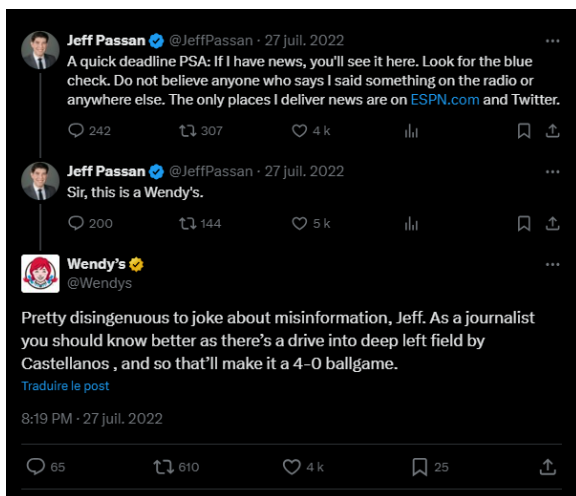 Jeff Passan @JeffPassan · 27 juil. 2022
A quick deadline PSA: If I have news, you'll see it here. Look for the blue
check. Do not believe anyone who says I said something on the radio or
anywhere else. The only places I deliver news are on ESPN.com and Twitter.
242 307 4 k
Jeff Passan @JeffPassan · 27 juil. 2022
Sir, this is a Wendy's.
200 144 5 k
Wendy's
@Wendys
Pretty disingenuous to joke about misinformation, Jeff. As a journalist
you should know better as there's a drive into deep left field by
Castellanos , and so that'll make it a 4-0 ballgame.
Traduire le post
8:19 PM · 27 juil. 2022
65 610 4 k 25